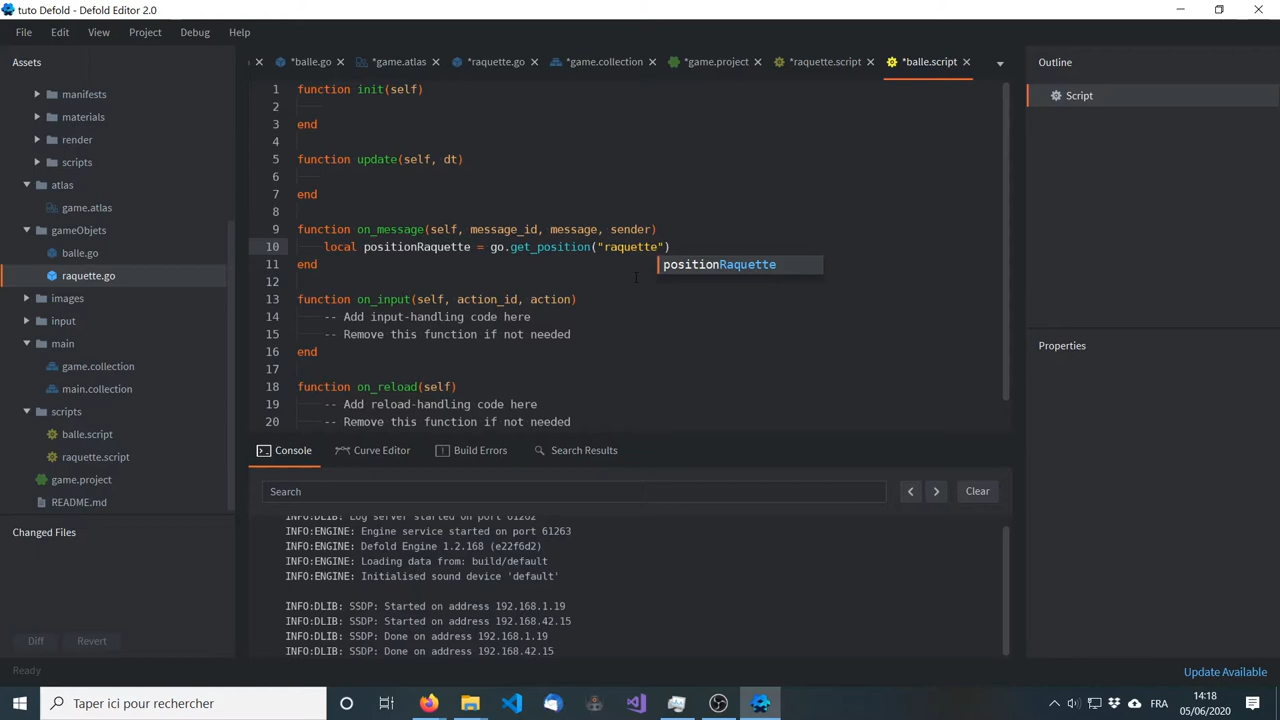 tuto Defold - Defold Editor 2.0
File Edit View Project Debug Help
Assets
manifests
materials
render
scripts
atlas
game.atlas
gameObjets
balle.go
raquette.go
images
input
main
game.collection
main.collection
scripts
balle.script
raquette.script
game.project
README.md
Changed Files
Diff Revert
Ready
*balle.go *game.atlas *raquette.go *game.collection *game.project *raquette.script *balle.script
1 function init(self)
2
3 end
4
5 function update(self, dt)
6
7 end
8
9 function on_message(self, message_id, message, sender)
10 local positionRaquette = go.get_position("raquette")
positionRaquette
11 end
12
13 function on_input(self, action_id, action)
14 -- Add input-handling code here
15 -- Remove this function if not needed
16 end
17
18 function on_reload(self)
19 -- Add reload-handling code here
20 -- Remove this function if not needed
Console Curve Editor Build Errors Search Results
Search Clear
INFO:DLIB: Log server started on port 61262
INFO:ENGINE: Engine service started on port 61263
INFO:ENGINE: Defold Engine 1.2.168 (e22f6d2)
INFO:ENGINE: Loading data from: build/default
INFO:ENGINE: Initialised sound device 'default'
INFO:DLIB: SSDP: Started on address 192.168.1.19
INFO:DLIB: SSDP: Started on address 192.168.42.15
INFO:DLIB: SSDP: Done on address 192.168.1.19
INFO:DLIB: SSDP: Done on address 192.168.42.15
Outline
Script
Properties
Update Available
Taper ici pour rechercher
FRA
14:18
05/06/2020